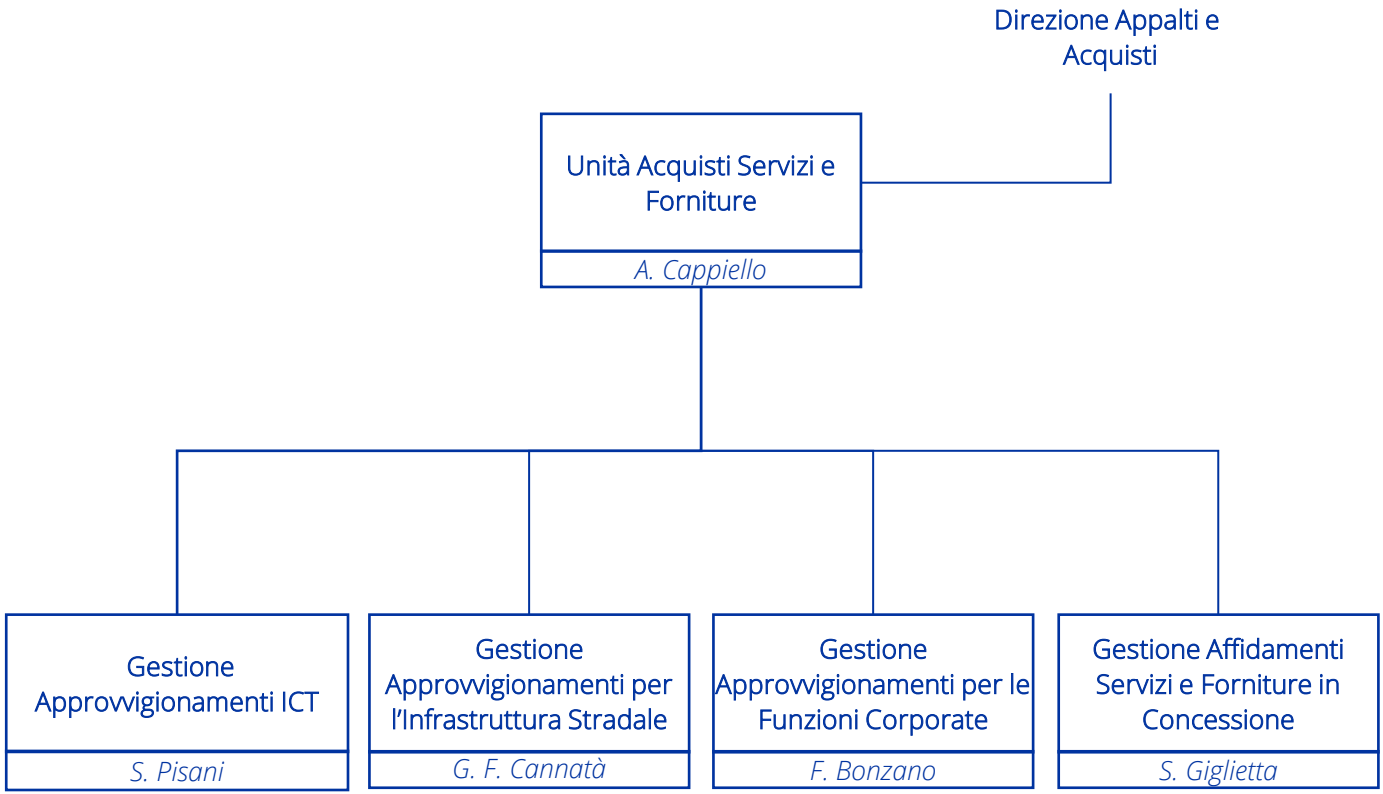 Direzione Appalti e
Acquisti
Unità Acquisti Servizi e
Forniture
A. Cappiello
Gestione
Approvvigionamenti ICT
S. Pisani
Gestione
Approvvigionamenti per
l’Infrastruttura Stradale
G. F. Cannatà
Gestione
Approvvigionamenti per le
Funzioni Corporate
F. Bonzano
Gestione Affidamenti
Servizi e Forniture in
Concessione
S. Giglietta